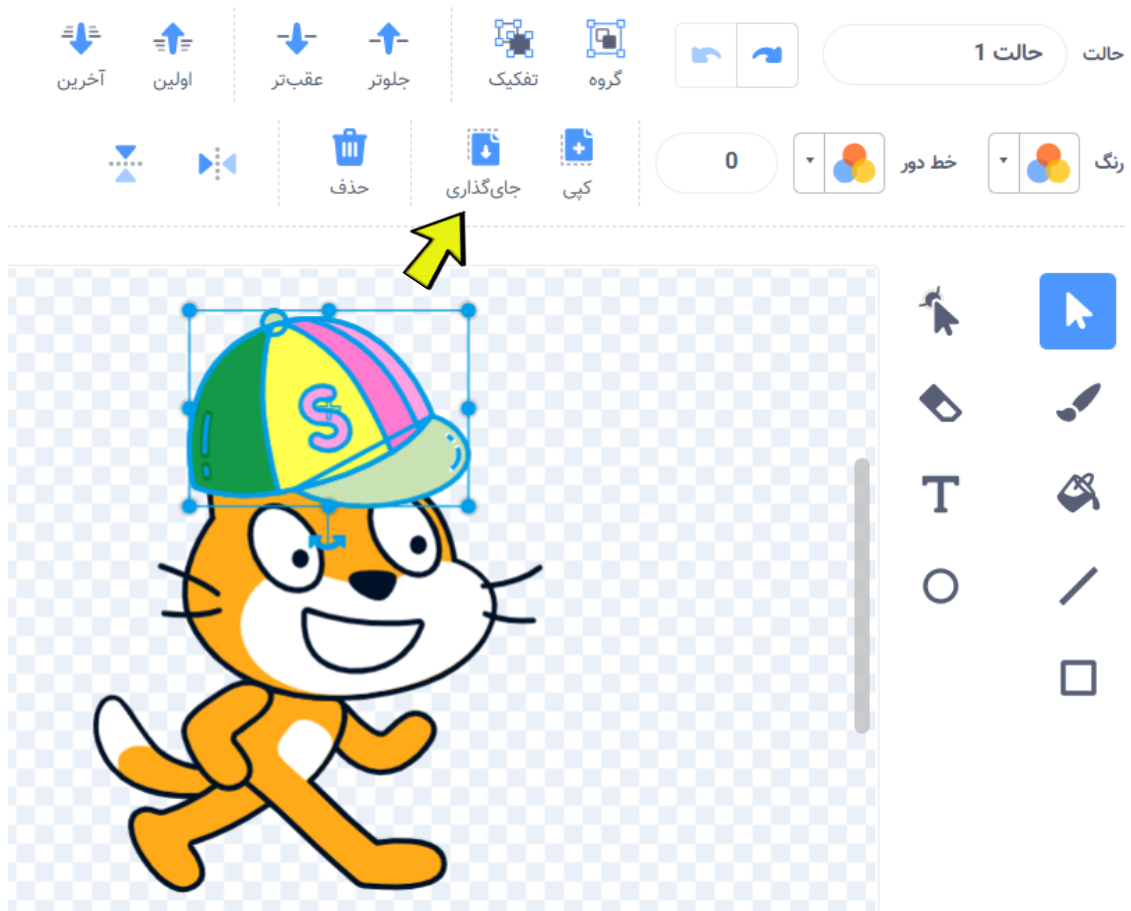 حالت
حالت 1
گروه
تفکیک
جلوتر
عقب‌تر
اولین
آخرین
رنگ
خط دور
0
کپی
جای‌گذاری
حذف
S
T